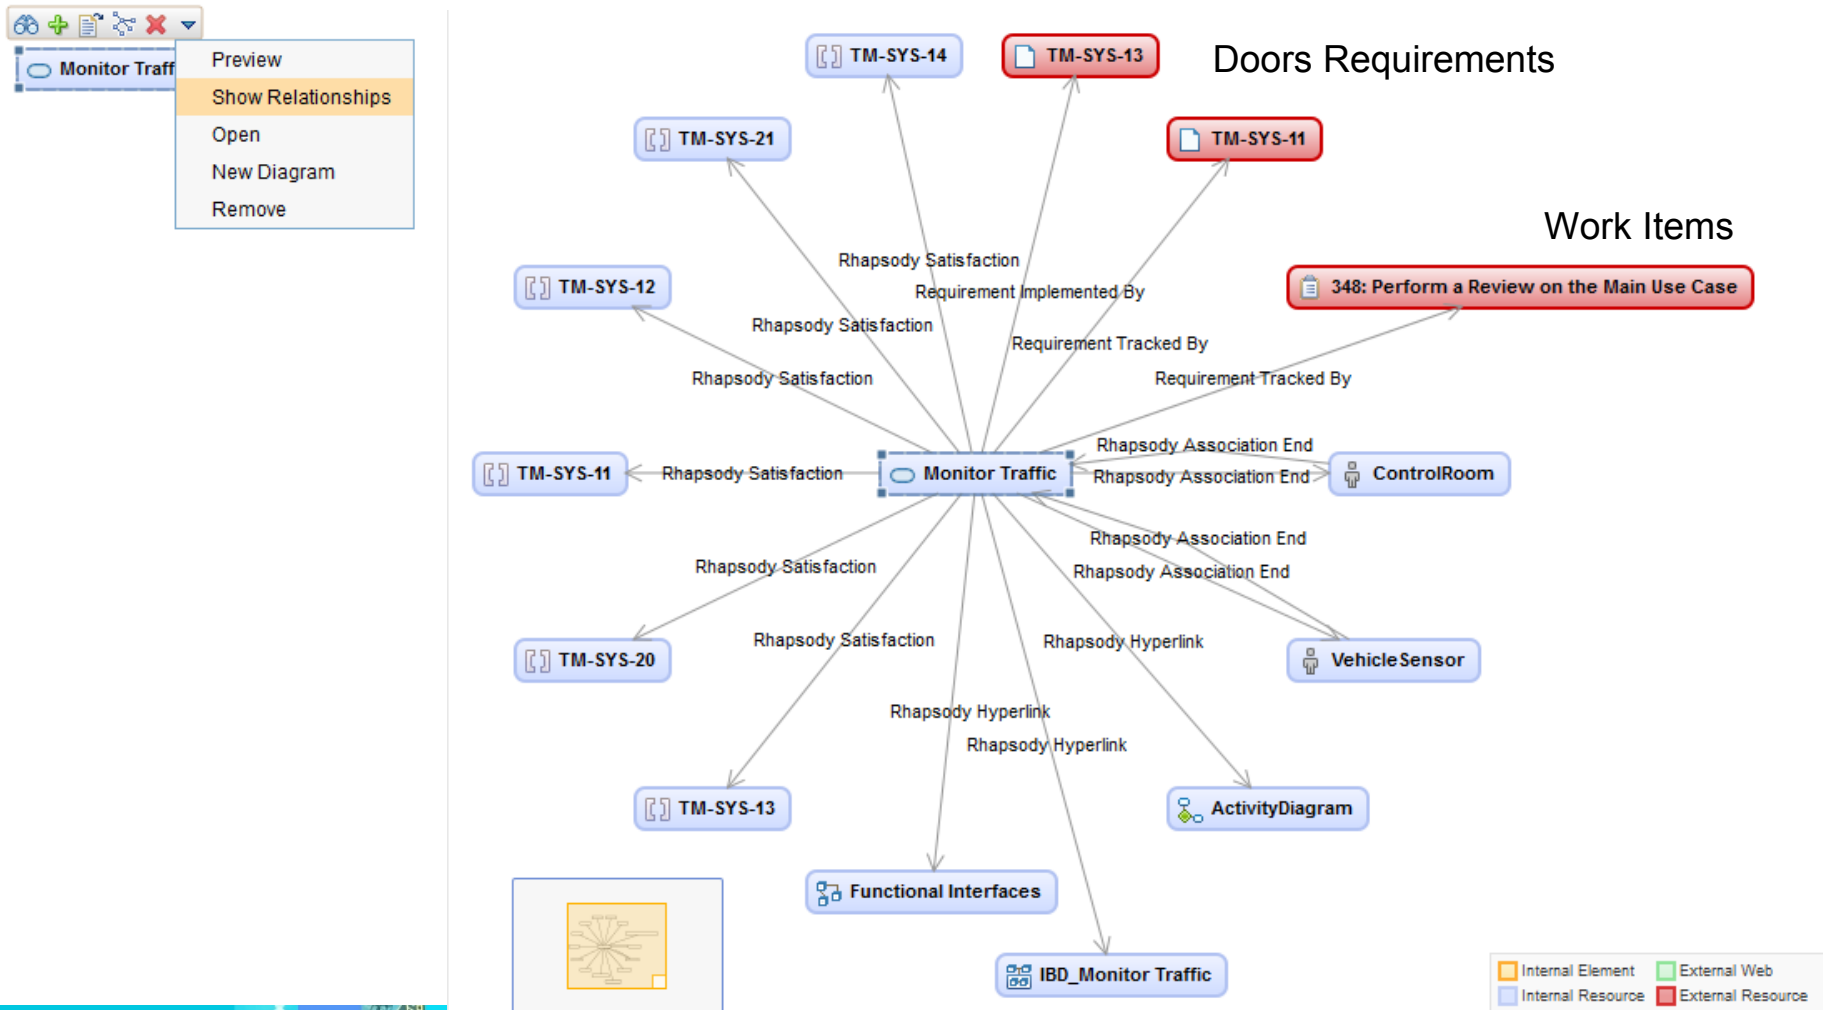 Monitor Traff
Preview
Show Relationships
Open
New Diagram
Remove
TM-SYS-14
TM-SYS-13
Doors Requirements
TM-SYS-21
TM-SYS-11
Work Items
Rhapsody Satisfaction
TM-SYS-12
Requirement Implemented By
348: Perform a Review on the Main Use Case
Rhapsody Satisfaction
Requirement Tracked By
Rhapsody Satisfaction
Requirement Tracked By
Rhapsody Association End
TM-SYS-11
Rhapsody Satisfaction
Monitor Traffic
Rhapsody Association End
ControlRoom
Rhapsody Association End
Rhapsody Satisfaction
Rhapsody Association End
Rhapsody Satisfaction
Rhapsody Hyperlink
TM-SYS-20
VehicleSensor
Rhapsody Hyperlink
Rhapsody Hyperlink
TM-SYS-13
ActivityDiagram
Functional Interfaces
IBD_Monitor Traffic
Internal Element
External Web
Internal Resource
External Resource